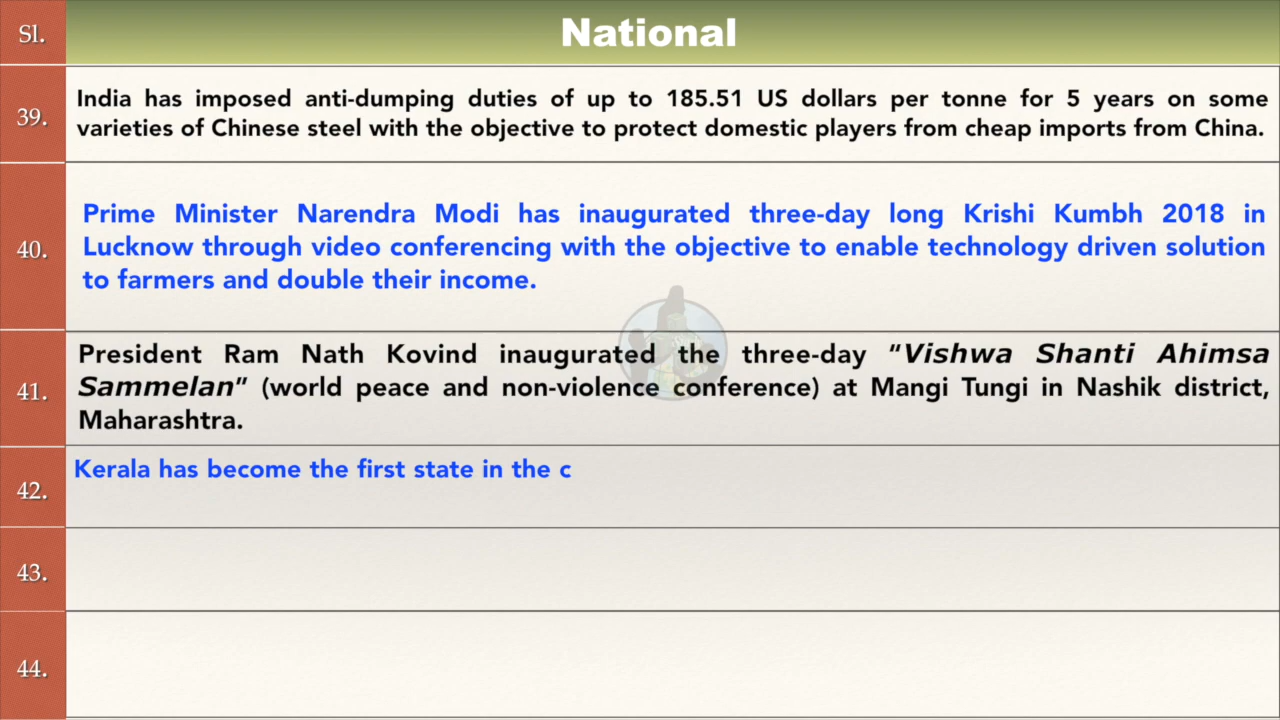 Sl.
National
39.
India has imposed anti-dumping duties of up to 185.51 US dollars per tonne for 5 years on some
varieties of Chinese steel with the objective to protect domestic players from cheap imports from China.
40.
Prime Minister Narendra Modi has inaugurated three-day long Krishi Kumbh 2018 in
Lucknow through video conferencing with the objective to enable technology driven solution
to farmers and double their income.
41.
President Ram Nath Kovind inaugurated the three-day “Vishwa Shanti Ahimsa
Sammelan” (world peace and non-violence conference) at Mangi Tungi in Nashik district,
Maharashtra.
42.
Kerala has become the first state in the c
43.
44.